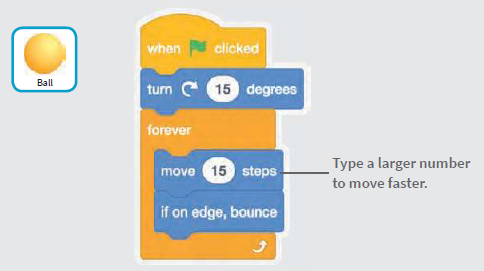 Ball
when clicked
turn 15 degrees
forever
move 15 steps
Type a larger number
to move faster.
if on edge, bounce